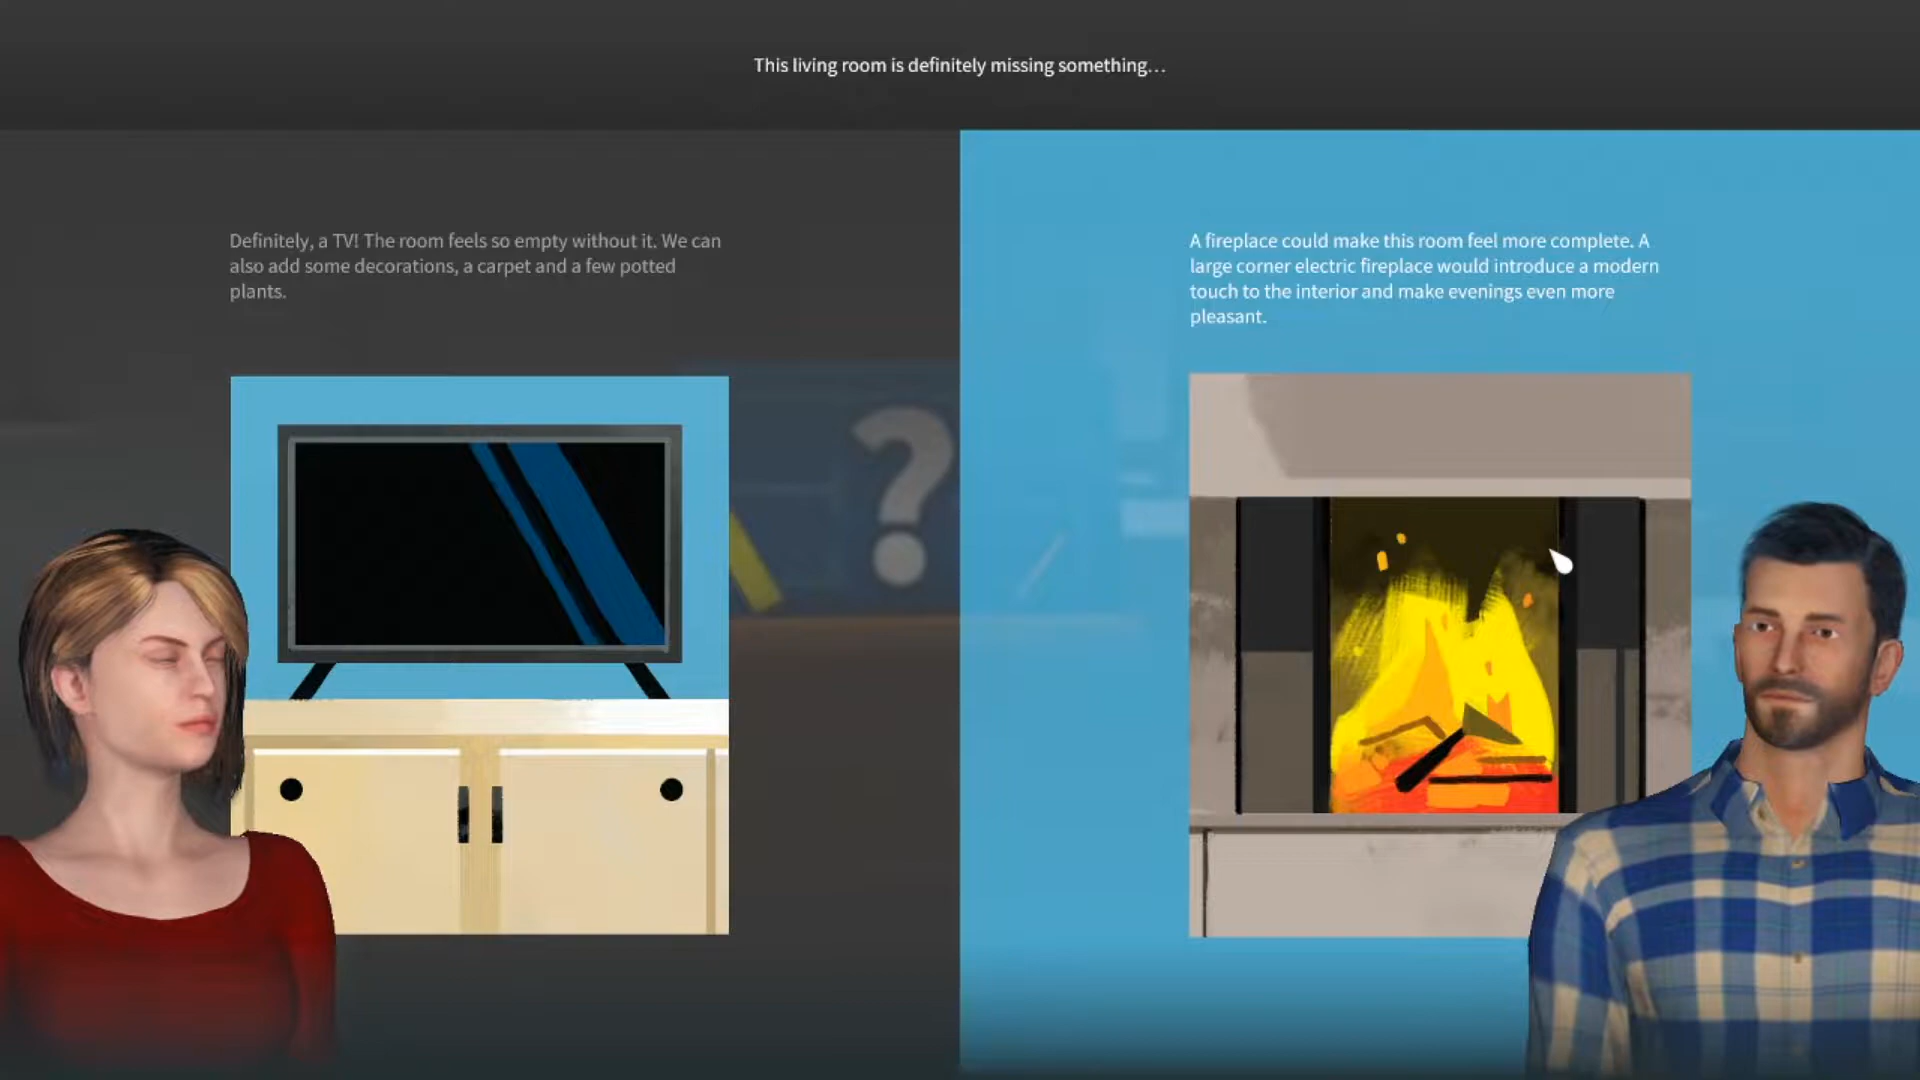 This living room is definitely missing something...
Definitely, a TV! The room feels so empty without it. We can
also add some decorations, a carpet and a few potted
plants.
A fireplace could make this room feel more complete. A
large corner electric fireplace would introduce a modern
touch to the interior and make evenings even more
pleasant.
?